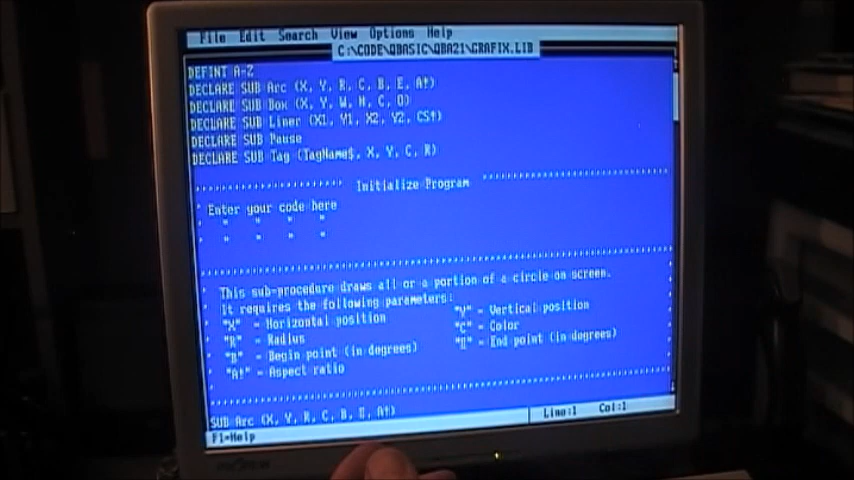 File Edit Search View Options Help
C:\CODE\QBASIC\QBA21\GRAFIX.LIB
DEFINT A-Z
DECLARE SUB Arc (X, Y, R, C, B, E, A!)
DECLARE SUB Box (X, Y, W, H, C, O)
DECLARE SUB Liner (X1, Y1, X2, Y2, CS!)
DECLARE SUB Pause
DECLARE SUB Tag (TagName$, X, Y, C, R)
'''''''''''''''''''''' Initialize Program ''''''''''''''''''''''''''''
' Enter your code here
' " " " "
' " " " "
' This sub-procedure draws all or a portion of a circle on screen.
' It requires the following parameters:
' "X" = Horizontal position "Y" = Vertical position
' "R" = Radius "C" = Color
' "B" = Begin point (in degrees) "E" = End point (in degrees)
' "A!" = Aspect ratio
SUB Arc (X, Y, R, C, B, E, A!)
F1=Help Line:1 Col:1